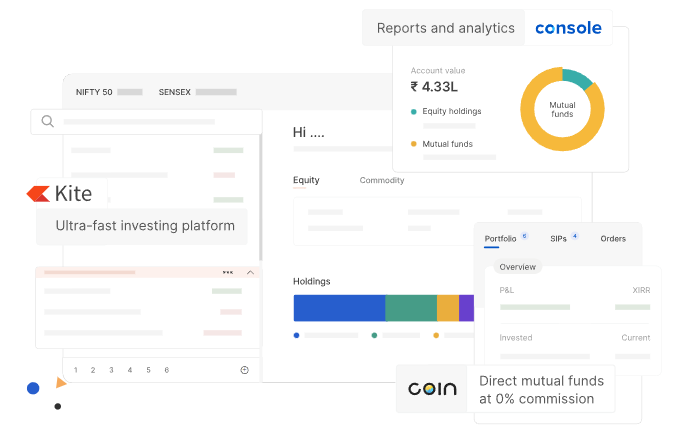 Reports and analytics
console
Account value
₹ 4.33L
Equity holdings
Mutual funds
Mutual
funds
NIFTY 50
SENSEX
Hi ....
Equity
Commodity
Kite
Ultra-fast investing platform
Holdings
1 2 3 4 5 6
Portfolio 6
SIPs 4
Orders
Overview
P&L
XIRR
Invested
Current
coin
Direct mutual funds
at 0% commission